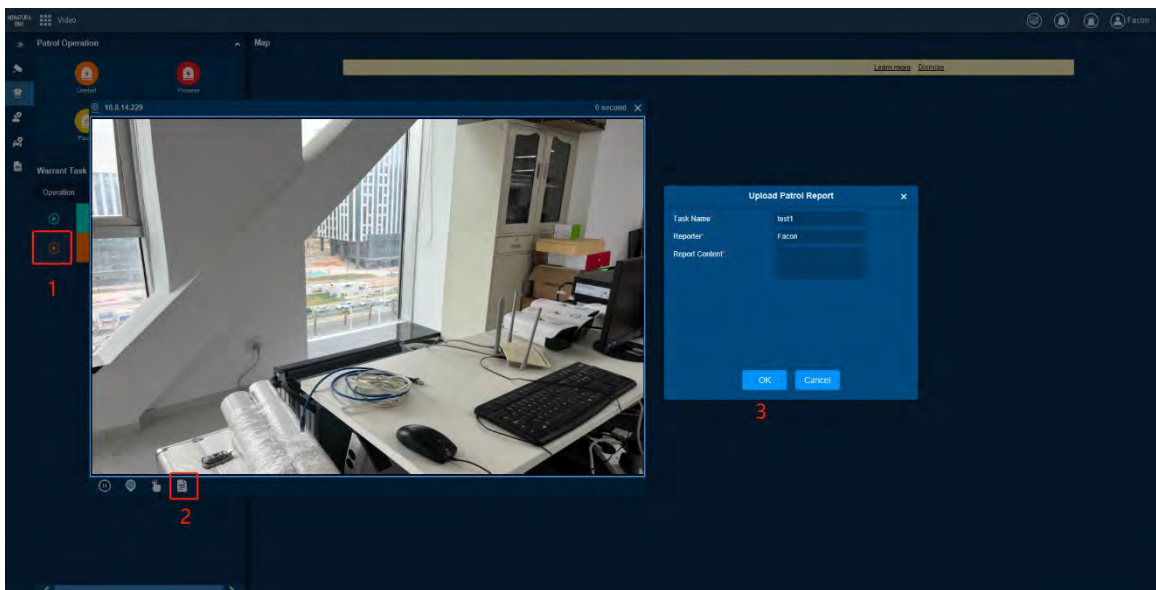 Video
Facon
Patrol Operation
Map
Learn more Dismiss
10.8.14.229
0 second
Warrant Task
Operation
1
Upload Patrol Report
Task Name
test1
Reporter*
Facon
Report Content*
OK
Cancel
3
2